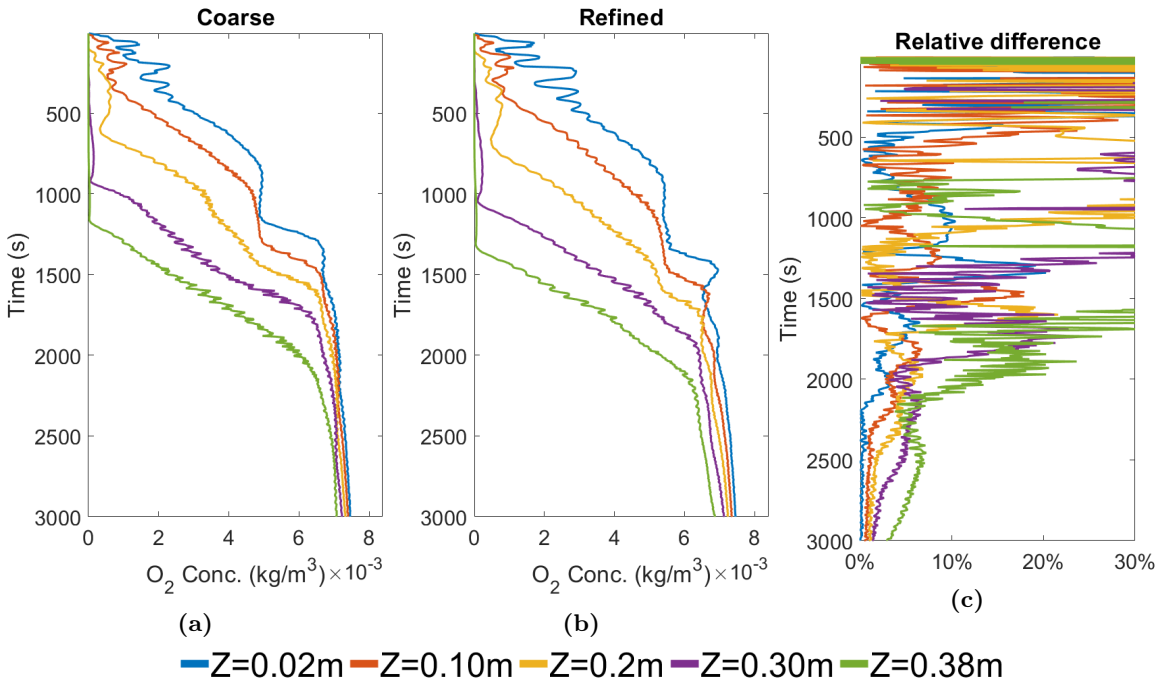 Coarse
500
1000
1500
2000
2500
3000
Time (s)
0 2 4 6 8
O2 Conc. (kg/m3)×10-3
(a)
Refined
500
1000
1500
2000
2500
3000
Time (s)
0 2 4 6 8
O2 Conc. (kg/m3)×10-3
(b)
Relative difference
500
1000
1500
2000
2500
3000
Time (s)
0% 10% 20% 30%
(c)
Z=0.02m Z=0.10m Z=0.2m Z=0.30m Z=0.38m